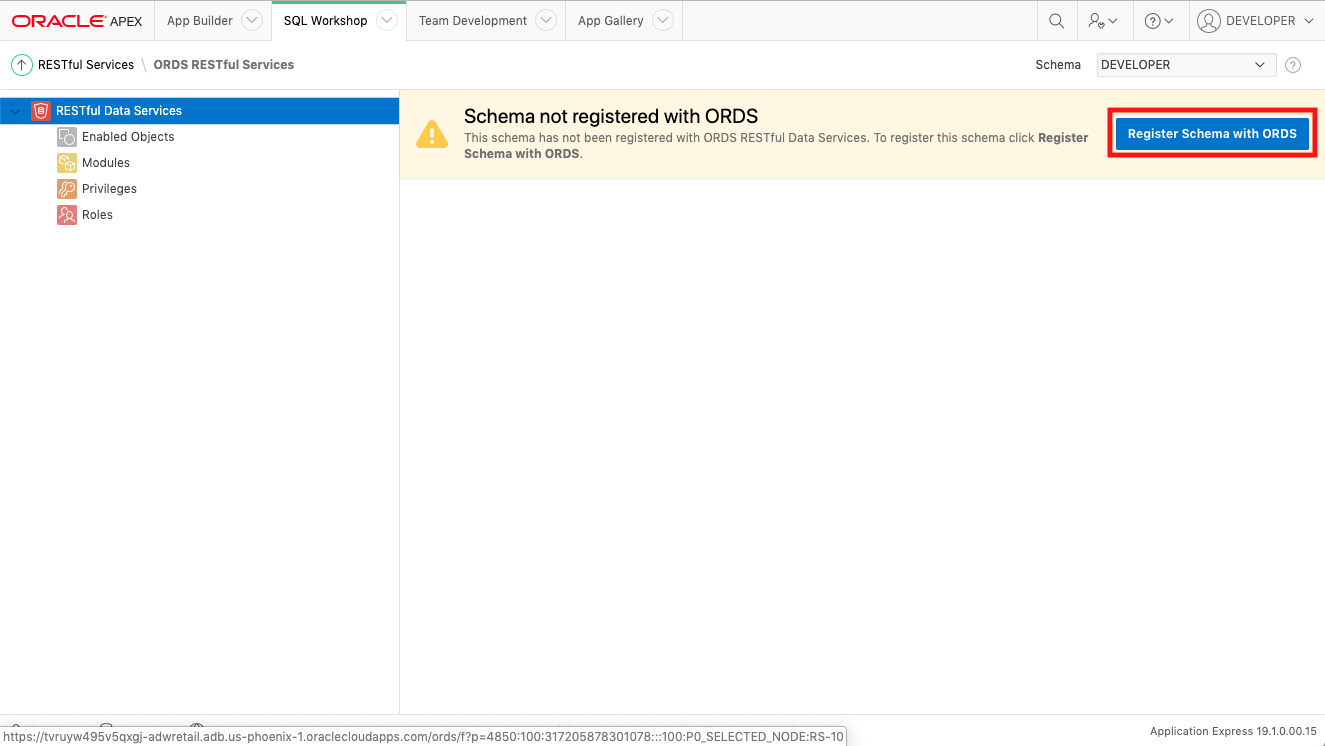 ORACLE APEX App Builder SQL Workshop Team Development App Gallery DEVELOPER
RESTful Services \ ORDS RESTful Services Schema DEVELOPER
RESTful Data Services
Enabled Objects
Modules
Privileges
Roles
Schema not registered with ORDS
This schema has not been registered with ORDS RESTful Data Services. To register this schema click Register
Schema with ORDS.
Register Schema with ORDS
Application Express 19.1.0.00.15
https://tvruyw495v5qxgj-adwretail.adb.us-phoenix-1.oraclecloudapps.com/ords/f?p=4850:100:317205878301078:::100:P0_SELECTED_NODE:RS-10